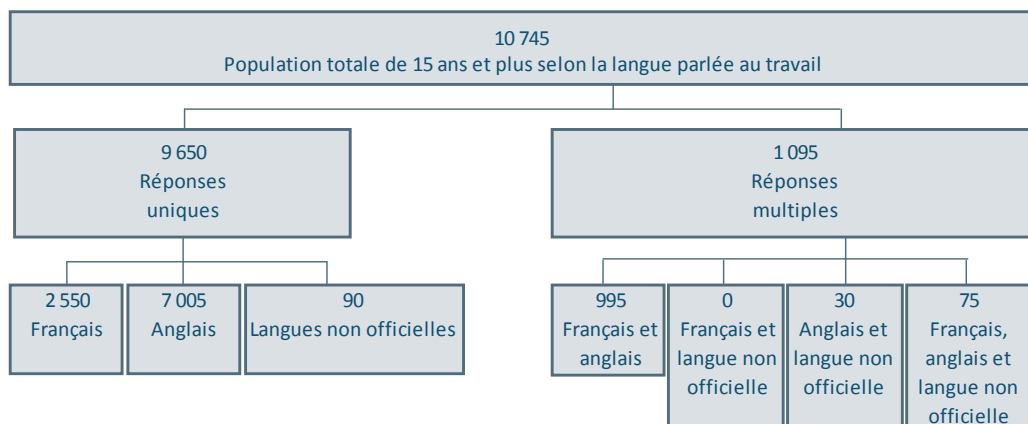 10 745
Population totale de 15 ans et plus selon la langue parlée au travail
9 650
Réponses
uniques
1 095
Réponses
multiples
2 550
Français
7 005
Anglais
90
Langues non officielles
995
Français et
anglais
0
Français et
langue non
officielle
30
Anglais et
langue non
officielle
75
Français,
anglais et
langue non
officielle